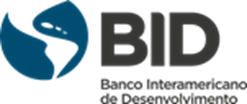 BID
Banco Interamericano
de Desenvolvimento